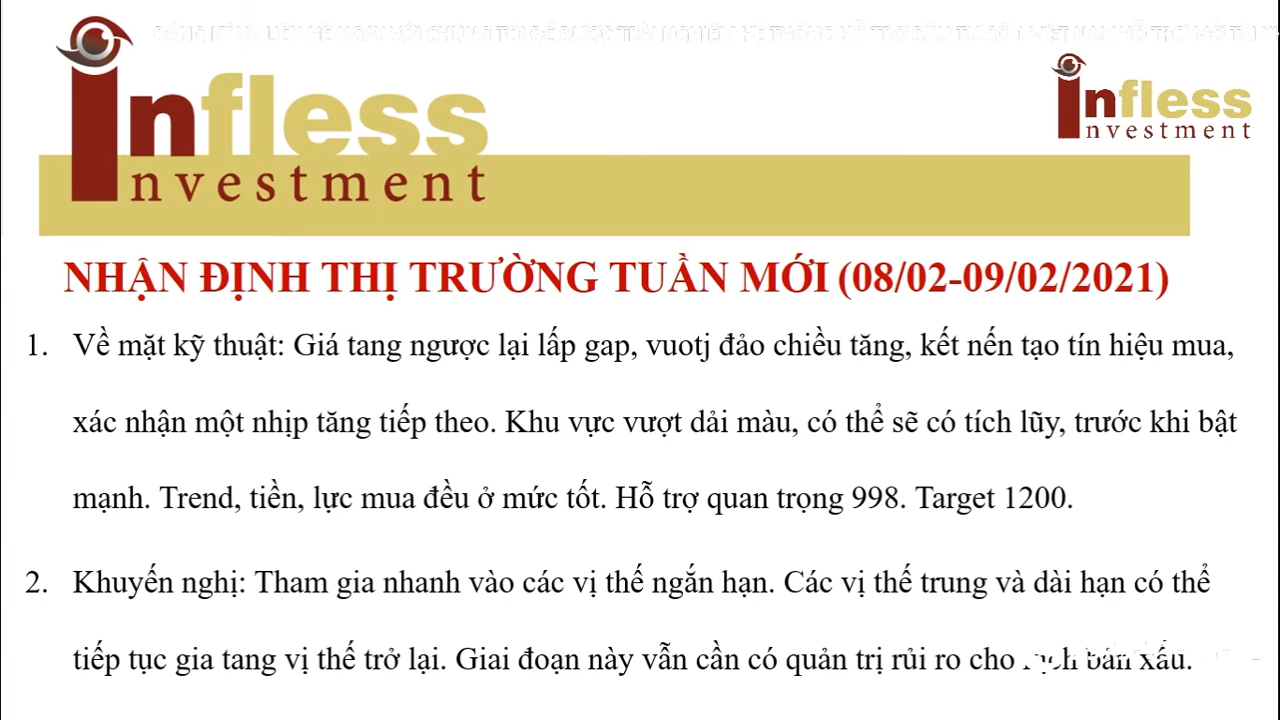 infless
investment
infless
investment
NHẬN ĐỊNH THỊ TRƯỜNG TUẦN MỚI (08/02-09/02/2021)
1. Về mặt kỹ thuật: Giá tang ngược lại lấp gap, vuotj đảo chiều tăng, kết nến tạo tín hiệu mua,
xác nhận một nhịp tăng tiếp theo. Khu vực vượt dải màu, có thể sẽ có tích lũy, trước khi bật
mạnh. Trend, tiền, lực mua đều ở mức tốt. Hỗ trợ quan trọng 998. Target 1200.
2. Khuyến nghị: Tham gia nhanh vào các vị thế ngắn hạn. Các vị thế trung và dài hạn có thể
tiếp tục gia tang vị thế trở lại. Giai đoạn này vẫn cần có quản trị rủi ro cho kịch bản xấu.